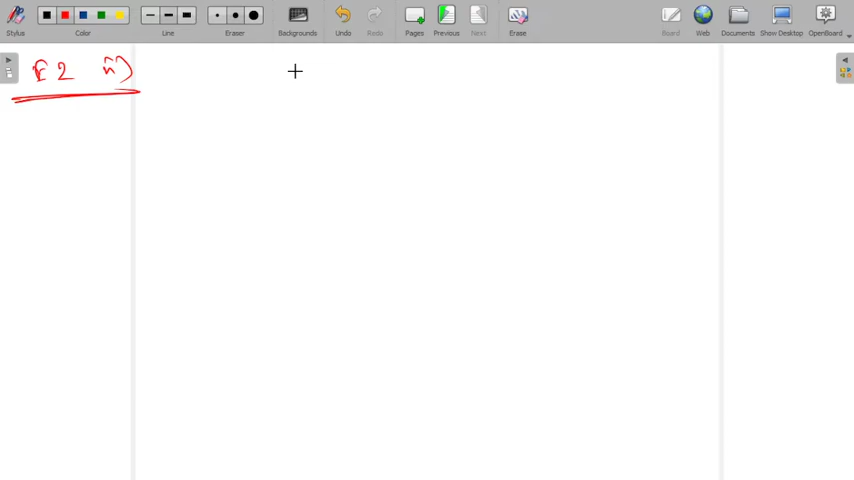 Stylus
Color
Line
Eraser
Backgrounds
Undo
Redo
Pages
Previous
Next
Erase
Board
Web
Documents
Show Desktop
OpenBoard
2